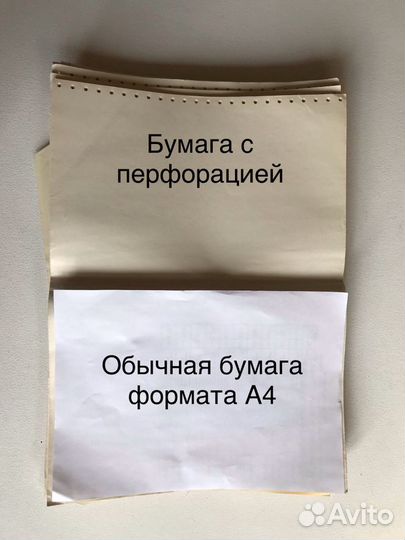 Бумага с
перфорацией
Обычная бумага
формата А4
Avito